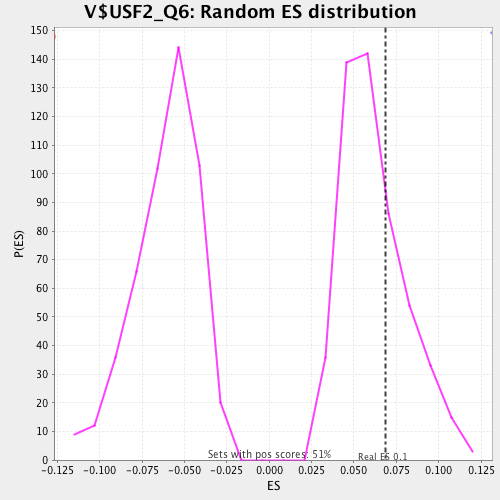 V$USF2_Q6: Random ES distribution
150
140
130
120
110
100
90
80
70
60
50
40
30
20
10
0
P(ES)
Sets with pos scores: 51%
Real ES 0.1
-0.125 -0.100 -0.075 -0.050 -0.025 0.000 0.025 0.050 0.075 0.100 0.125
ES